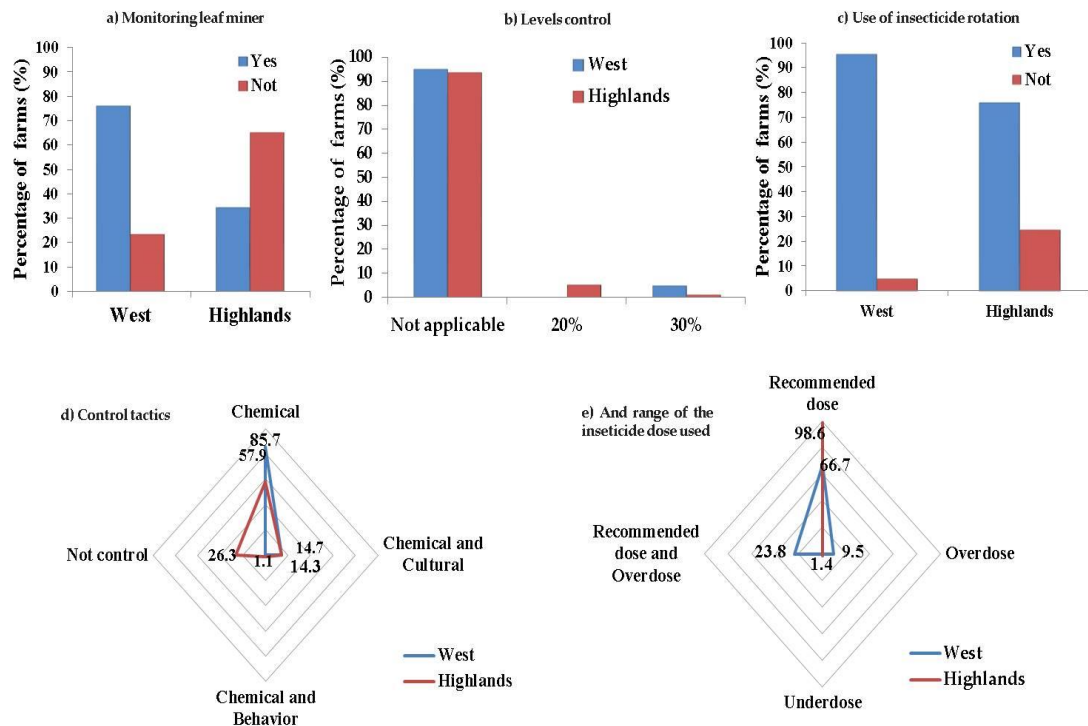 a) Monitoring leaf miner
Percentage of farms (%)
100
90
80
70
60
50
40
30
20
10
0
Yes
Not
West
Highlands
b) Levels control
Percentage of farms (%)
100
90
80
70
60
50
40
30
20
10
0
West
Highlands
Not applicable
20%
30%
c) Use of insecticide rotation
Percentage of farms (%)
100
90
80
70
60
50
40
30
20
10
0
Yes
Not
West
Highlands
d) Control tactics
Chemical
85.7
57.9
Not control
26.3
1.1
14.7
14.3
Chemical and
Cultural
Chemical and
Behavior
West
Highlands
e) And range of the
inseticide dose used
Recommended
dose
98.6
66.7
Recommended
dose and
Overdose
23.8
9.5
1.4
Overdose
Underdose
West
Highlands